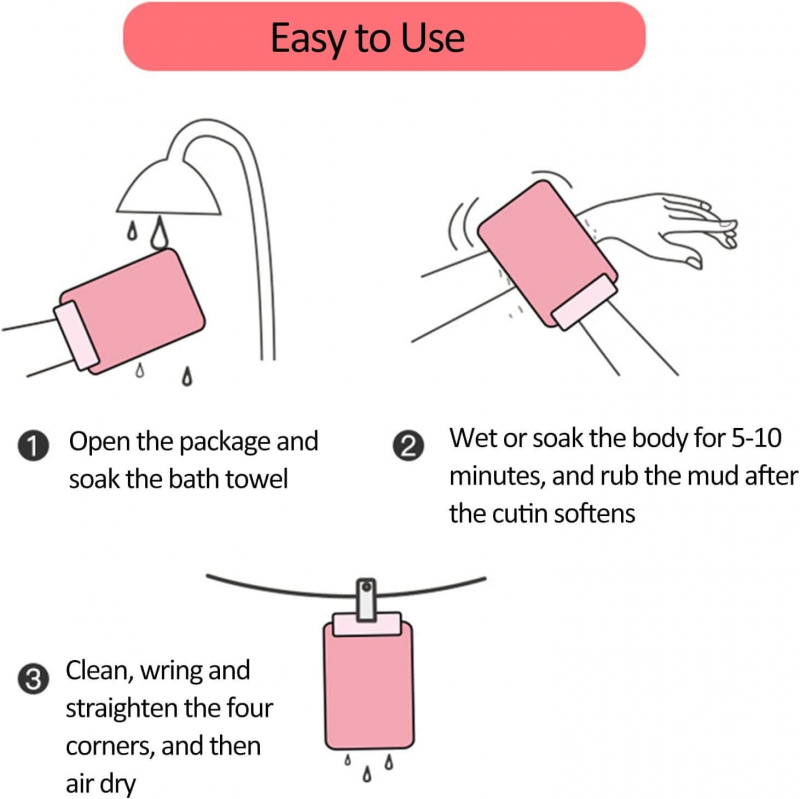 Easy to Use
1 Open the package and
soak the bath towel
2 Wet or soak the body for 5-10
minutes, and rub the mud after
the cutin softens
3 Clean, wring and
straighten the four
corners, and then
air dry